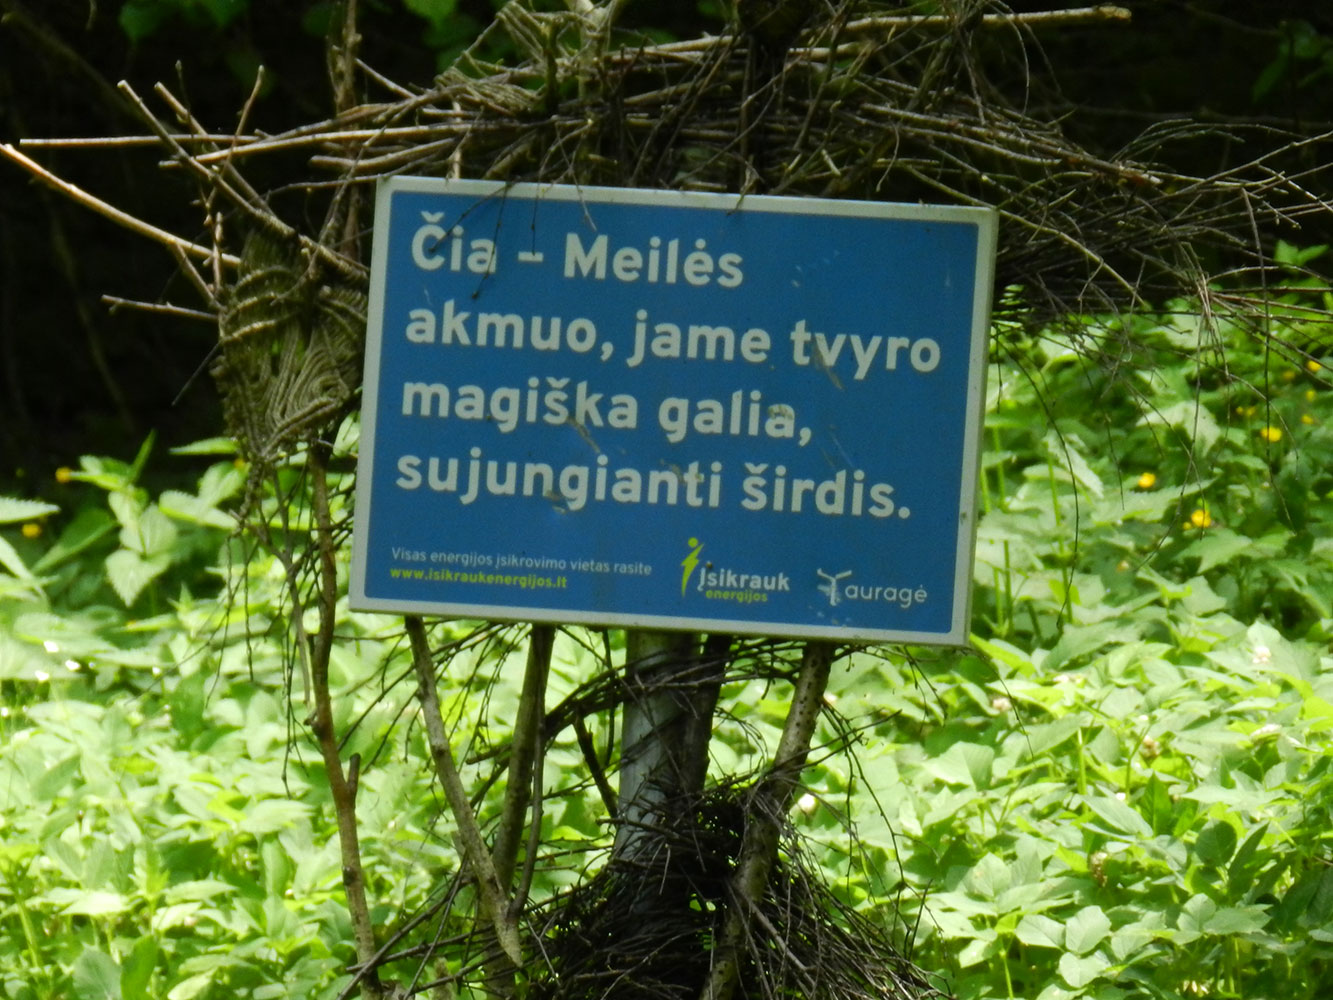 Čia – Meilės
akmuo, jame tvyro
magiška galia,
sujungianti širdis.
Visas energijos įsikrovimo vietas rasite
www.isikraukenergijos.lt
Įsikrauk
energijos
Tauragė